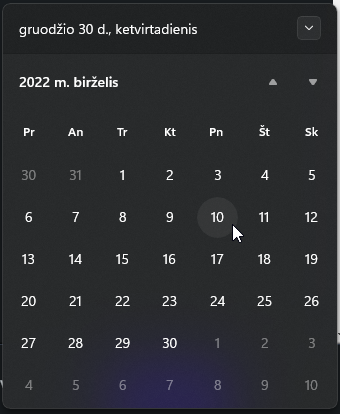 gruodžio 30 d., ketvirtadienis
2022 m. birželis
Pr An Tr Kt Pn Št Sk
30 31 1 2 3 4 5
6 7 8 9 10 11 12
13 14 15 16 17 18 19
20 21 22 23 24 25 26
27 28 29 30 1 2 3
4 5 6 7 8 9 10